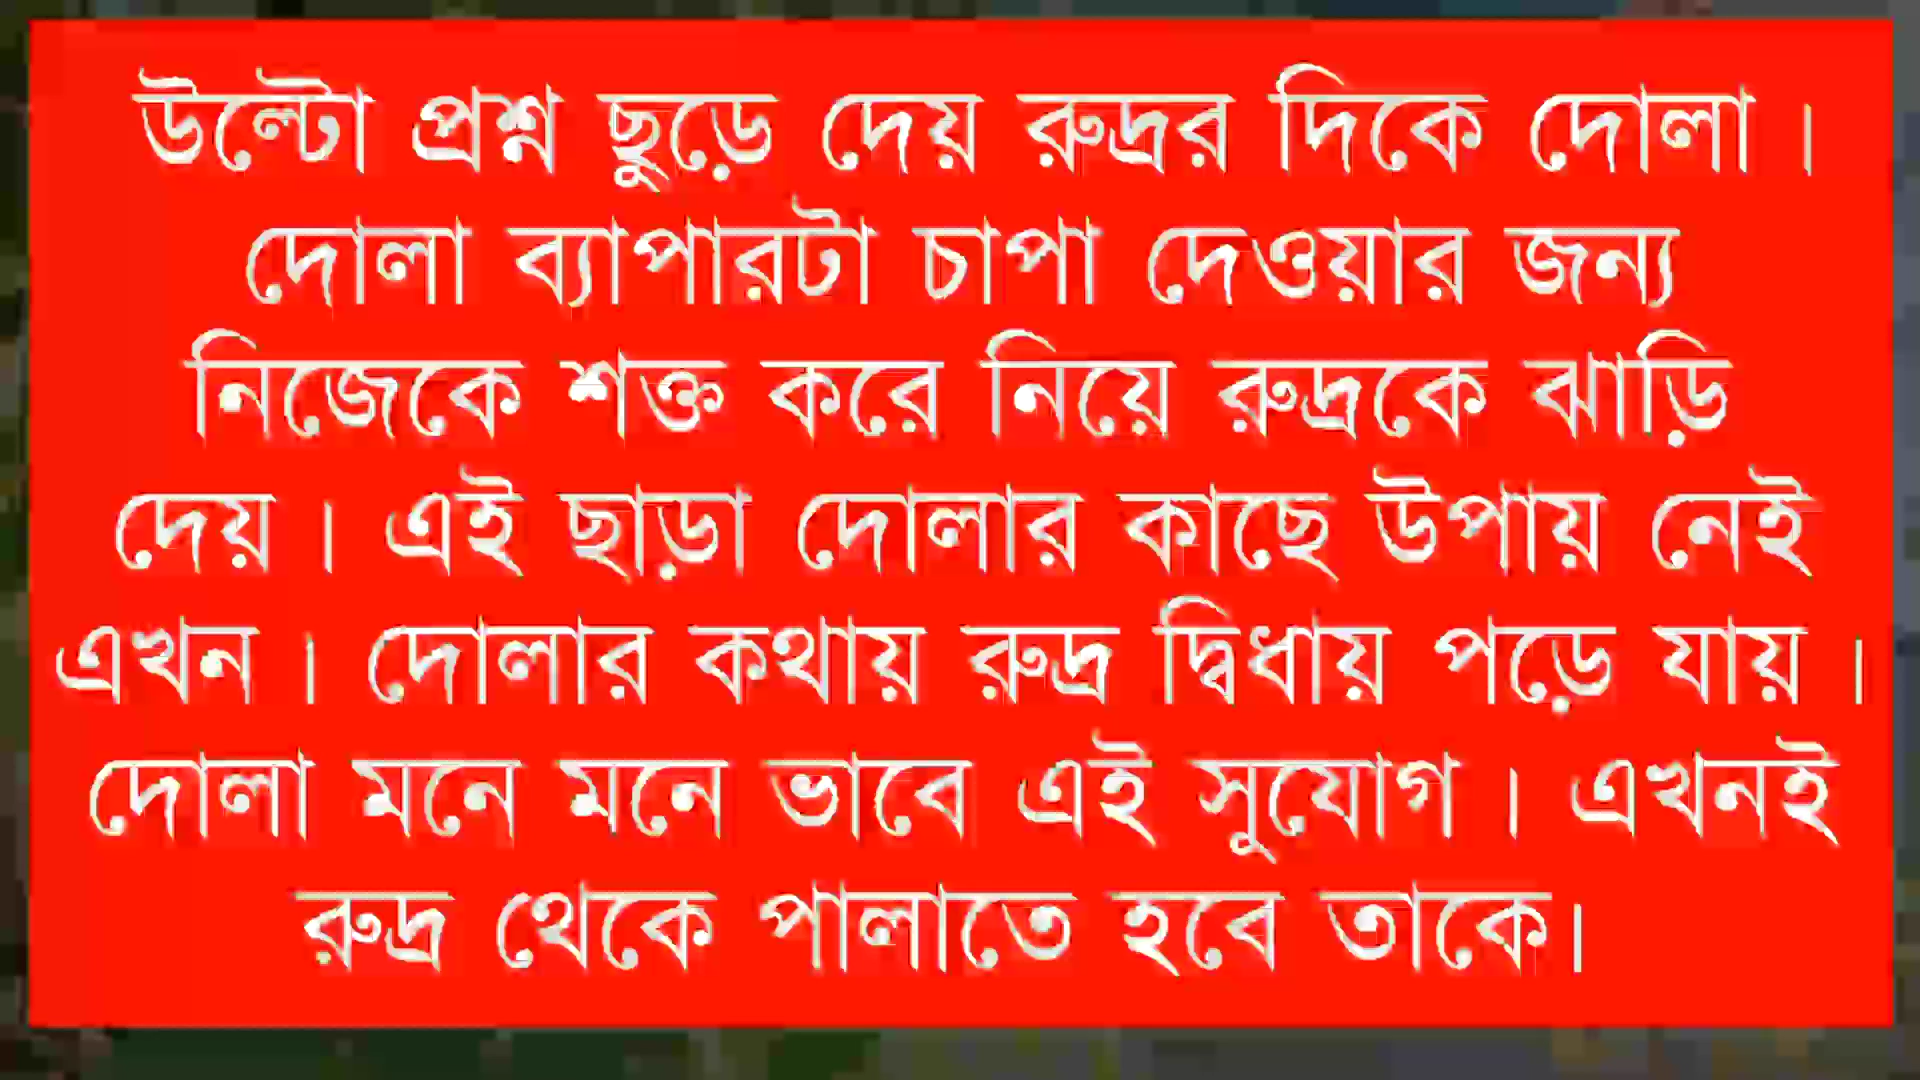 উল্টো প্রশ্ন ছুড়ে দেয় রুদ্রর দিকে দোলা ।
দোলা ব্যাপারটা চাপা দেওয়ার জন্য
নিজেকে শক্ত করে নিয়ে রুদ্রকে ঝাড়ি
দেয় । এই ছাড়া দোলার কাছে উপায় নেই
এখন । দোলার কথায় রুদ্র দ্বিধায় পড়ে যায় ।
দোলা মনে মনে ভাবে এই সুযোগ । এখনই
রুদ্র থেকে পালাতে হবে তাকে।